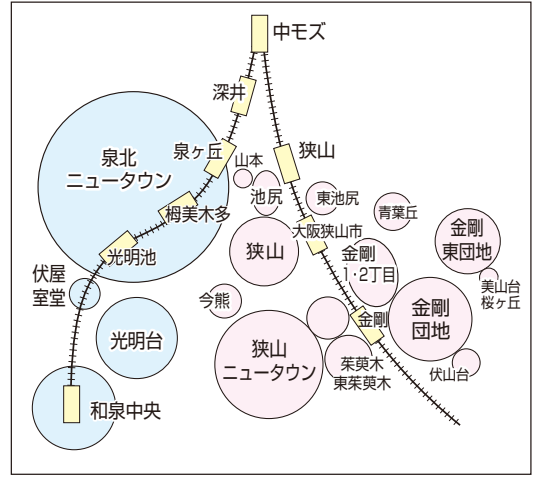 中モズ
深井
泉ヶ丘
泉北
ニュータウン
栂美木多
光明池
伏屋
室堂
光明台
和泉中央
狭山
山本
池尻
東池尻
大阪狭山市
青葉丘
狭山
金剛
1・2丁目
金剛
東団地
美山台
桜ヶ丘
今熊
金剛
金剛
団地
狭山
ニュータウン
茱萸木
東茱萸木
伏山台